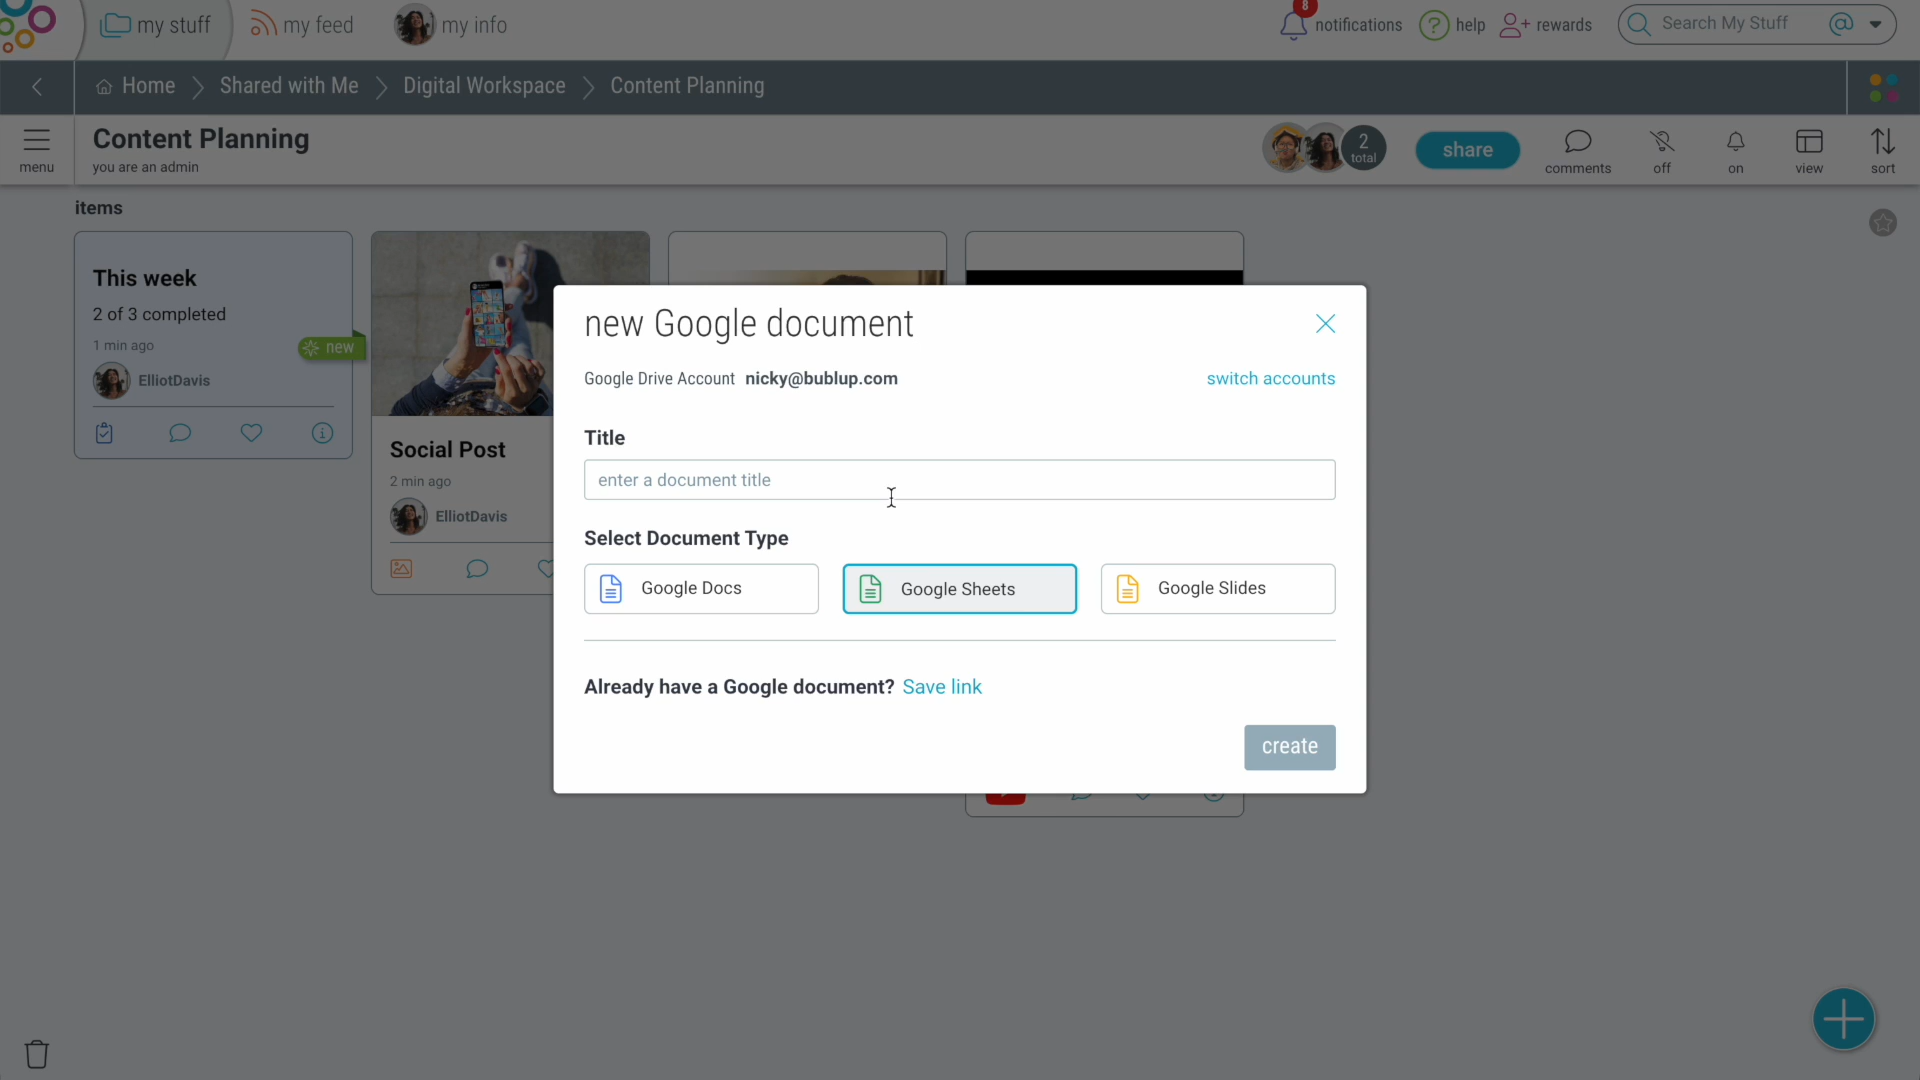 my stuff
my feed
my info
8
notifications
help
rewards
Search My Stuff
Home
Shared with Me
Digital Workspace
Content Planning
menu
Content Planning
you are an admin
2
total
share
comments
off
on
view
sort
items
This week
2 of 3 completed
1 min ago
new
ElliotDavis
Social Post
2 min ago
ElliotDavis
new Google document
Google Drive Account nicky@bublup.com
switch accounts
Title
enter a document title
Select Document Type
Google Docs
Google Sheets
Google Slides
Already have a Google document? Save link
create